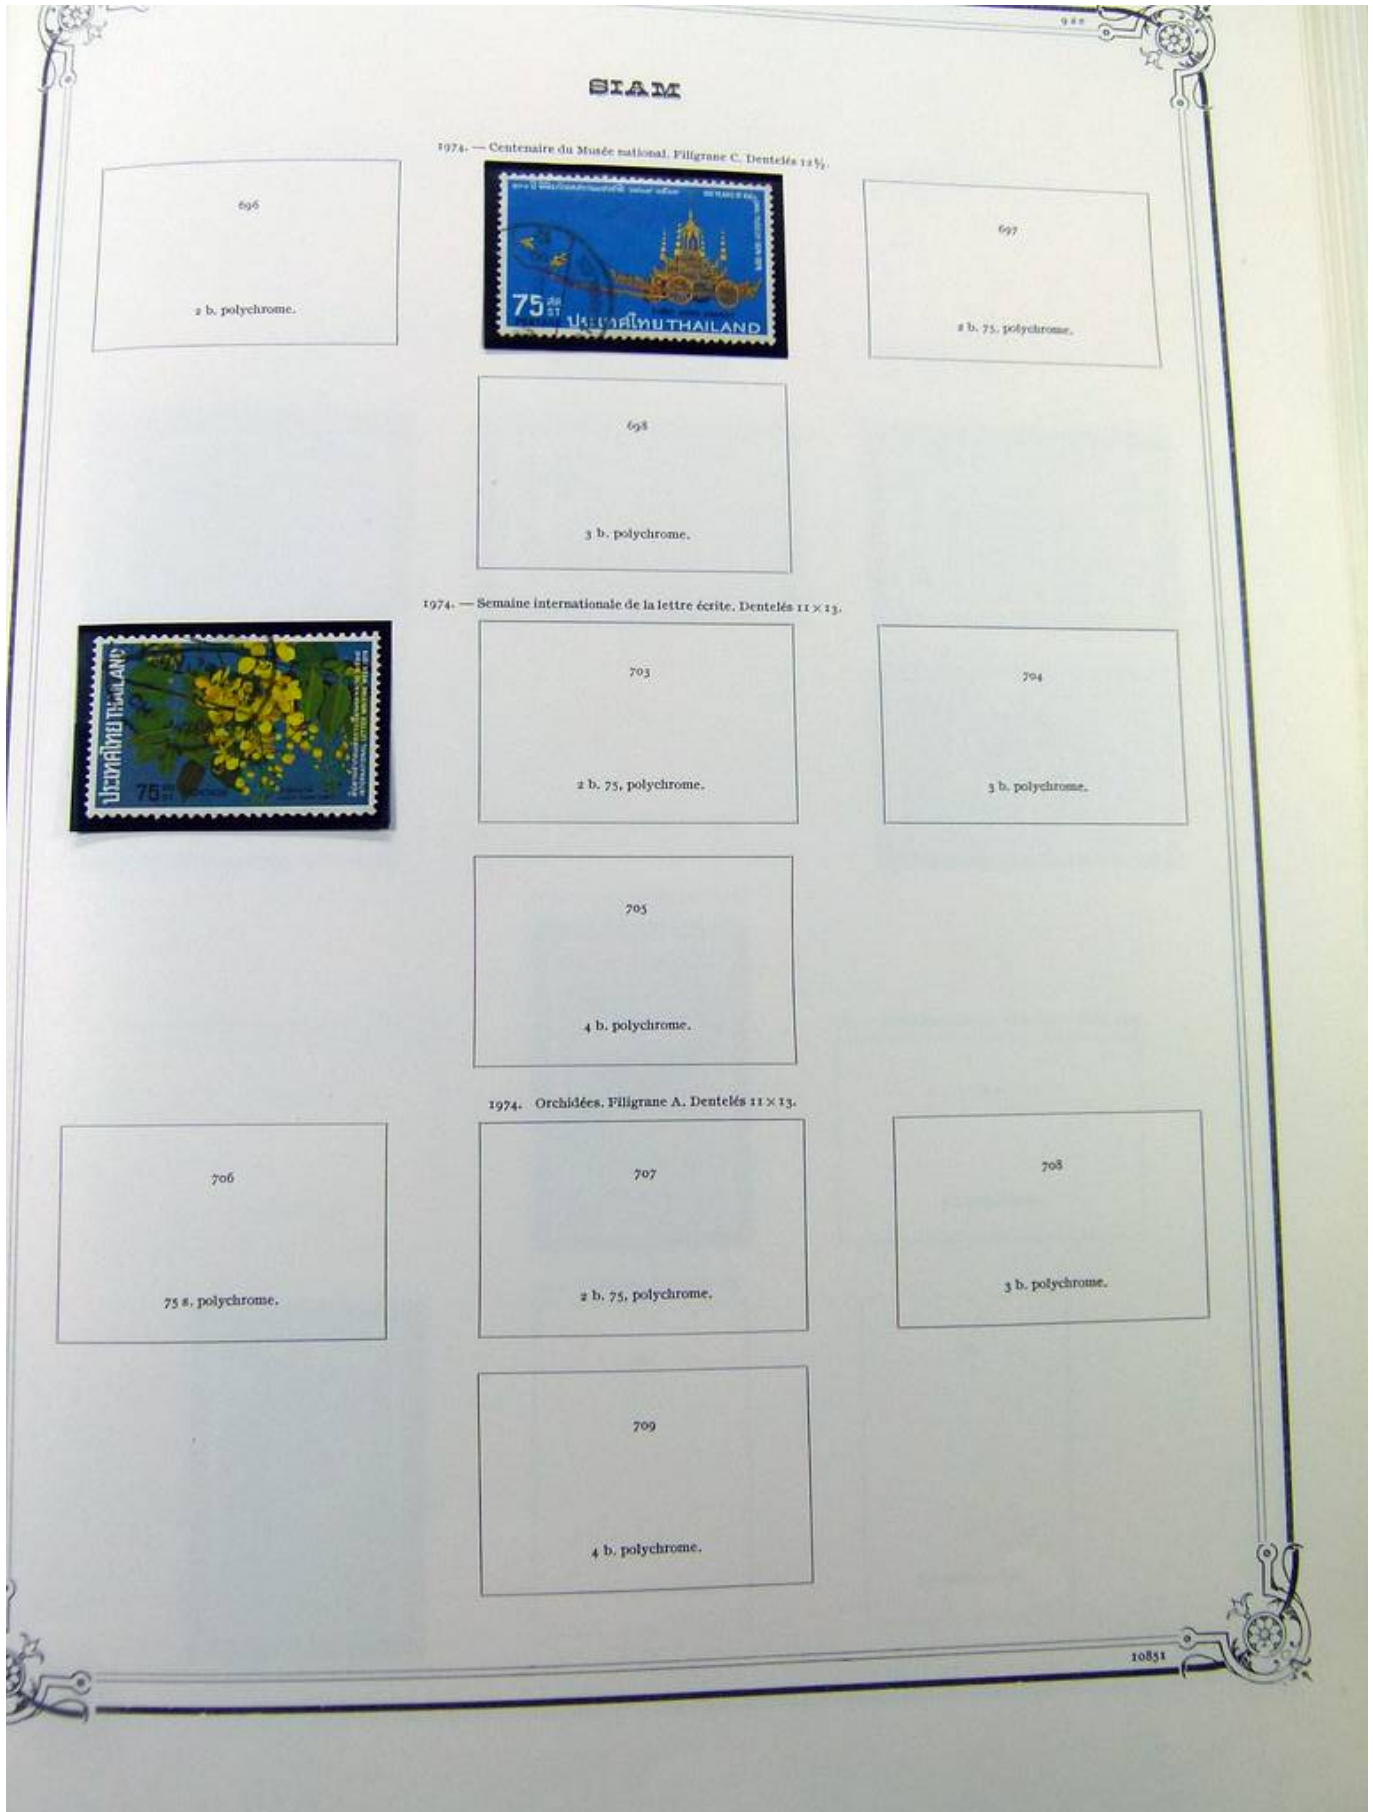 SIAM
1974. — Centenaire du Musée national. Filigrane C. Dentelés 12½.
696
2 b. polychrome.
75 ST
ประเทศไทย THAILAND
697
2 b. 75, polychrome.
698
3 b. polychrome.
1974. — Semaine internationale de la lettre écrite. Dentelés 11 × 13.
ประเทศไทย THAILAND
75
703
2 b. 75, polychrome.
704
3 b. polychrome.
705
4 b. polychrome.
1974. Orchidées. Filigrane A. Dentelés 11 × 13.
706
75 s. polychrome.
707
2 b. 75, polychrome.
708
3 b. polychrome.
709
4 b. polychrome.
10851